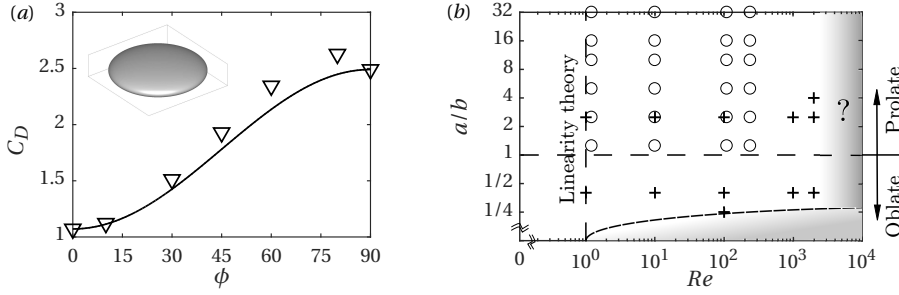 (a)
3
2.5
2
1.5
1
C_D
0 15 30 45 60 75 90
ϕ
(b)
32
16
8
4
2
1
1/2
1/4
0
a/b
Linearity theory
?
Prolate
Oblate
0 10^0 10^1 10^2 10^3 10^4
Re